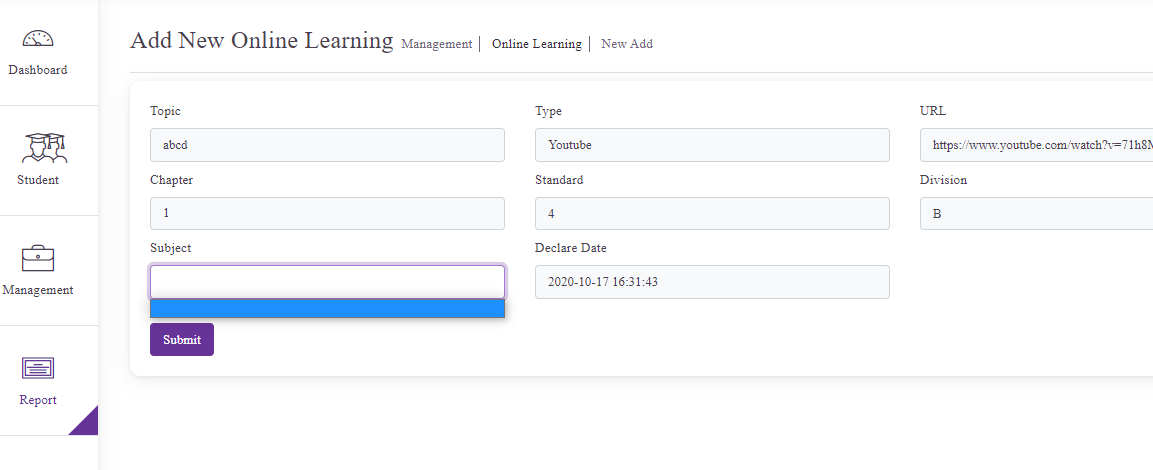 Dashboard
Student
Management
Report
Add New Online Learning Management | Online Learning | New Add
Topic Type URL
abcd Youtube https://www.youtube.com/watch?v=71h8
Chapter Standard Division
1 4 B
Subject Declare Date
2020-10-17 16:31:43
Submit